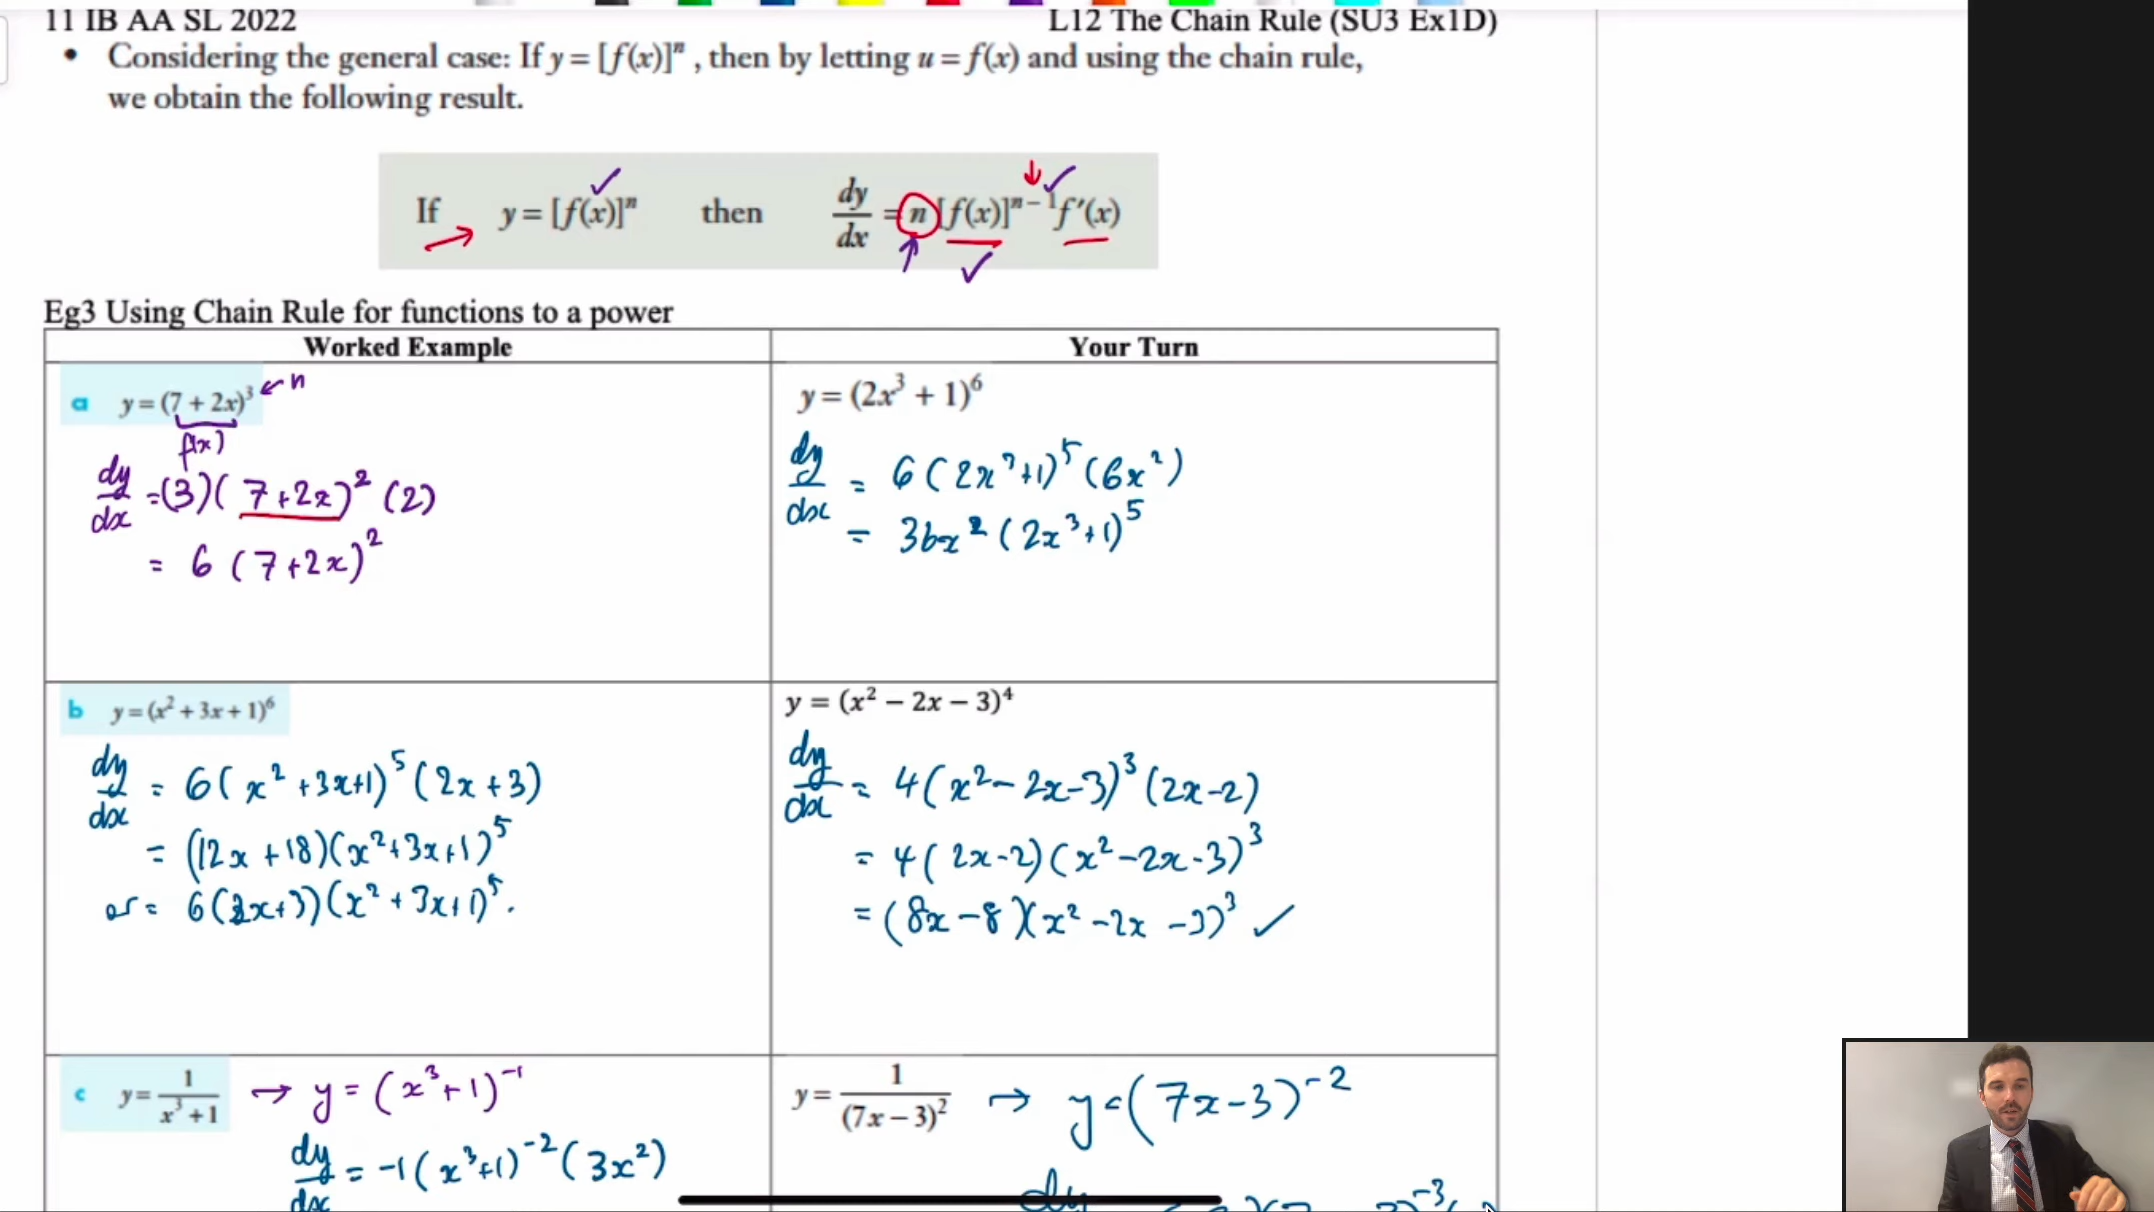 11 IB AA SL 2022 L12 The Chain Rule (SU3 Ex1D)
• Considering the general case: If y = [f(x)]ⁿ , then by letting u = f(x) and using the chain rule,
we obtain the following result.
If → y = [f(x)]ⁿ ✓ then dy/dx = n[f(x)]ⁿ⁻¹f′(x) ✓
Eg3 Using Chain Rule for functions to a power
Worked Example
a y = (7 + 2x)³ ← n
f(x)
dy/dx = (3)(7+2x)² (2)
= 6 (7+2x)²
Your Turn
y = (2x³ + 1)⁶
dy/dx = 6(2x³+1)⁵(6x²)
= 36x²(2x³+1)⁵
b y = (x² + 3x + 1)⁶
dy/dx = 6(x²+3x+1)⁵(2x+3)
= (12x+18)(x²+3x+1)⁵
or = 6(2x+3)(x²+3x+1)⁵.
y = (x² − 2x − 3)⁴
dy/dx = 4(x²−2x−3)³(2x−2)
= 4(2x−2)(x²−2x−3)³
= (8x−8)(x²−2x−3)³ ✓
c y = 1/(x³ + 1) → y = (x³+1)⁻¹
dy/dx = −1(x³+1)⁻²(3x²)
y = 1/(7x − 3)² → y = (7x−3)⁻²